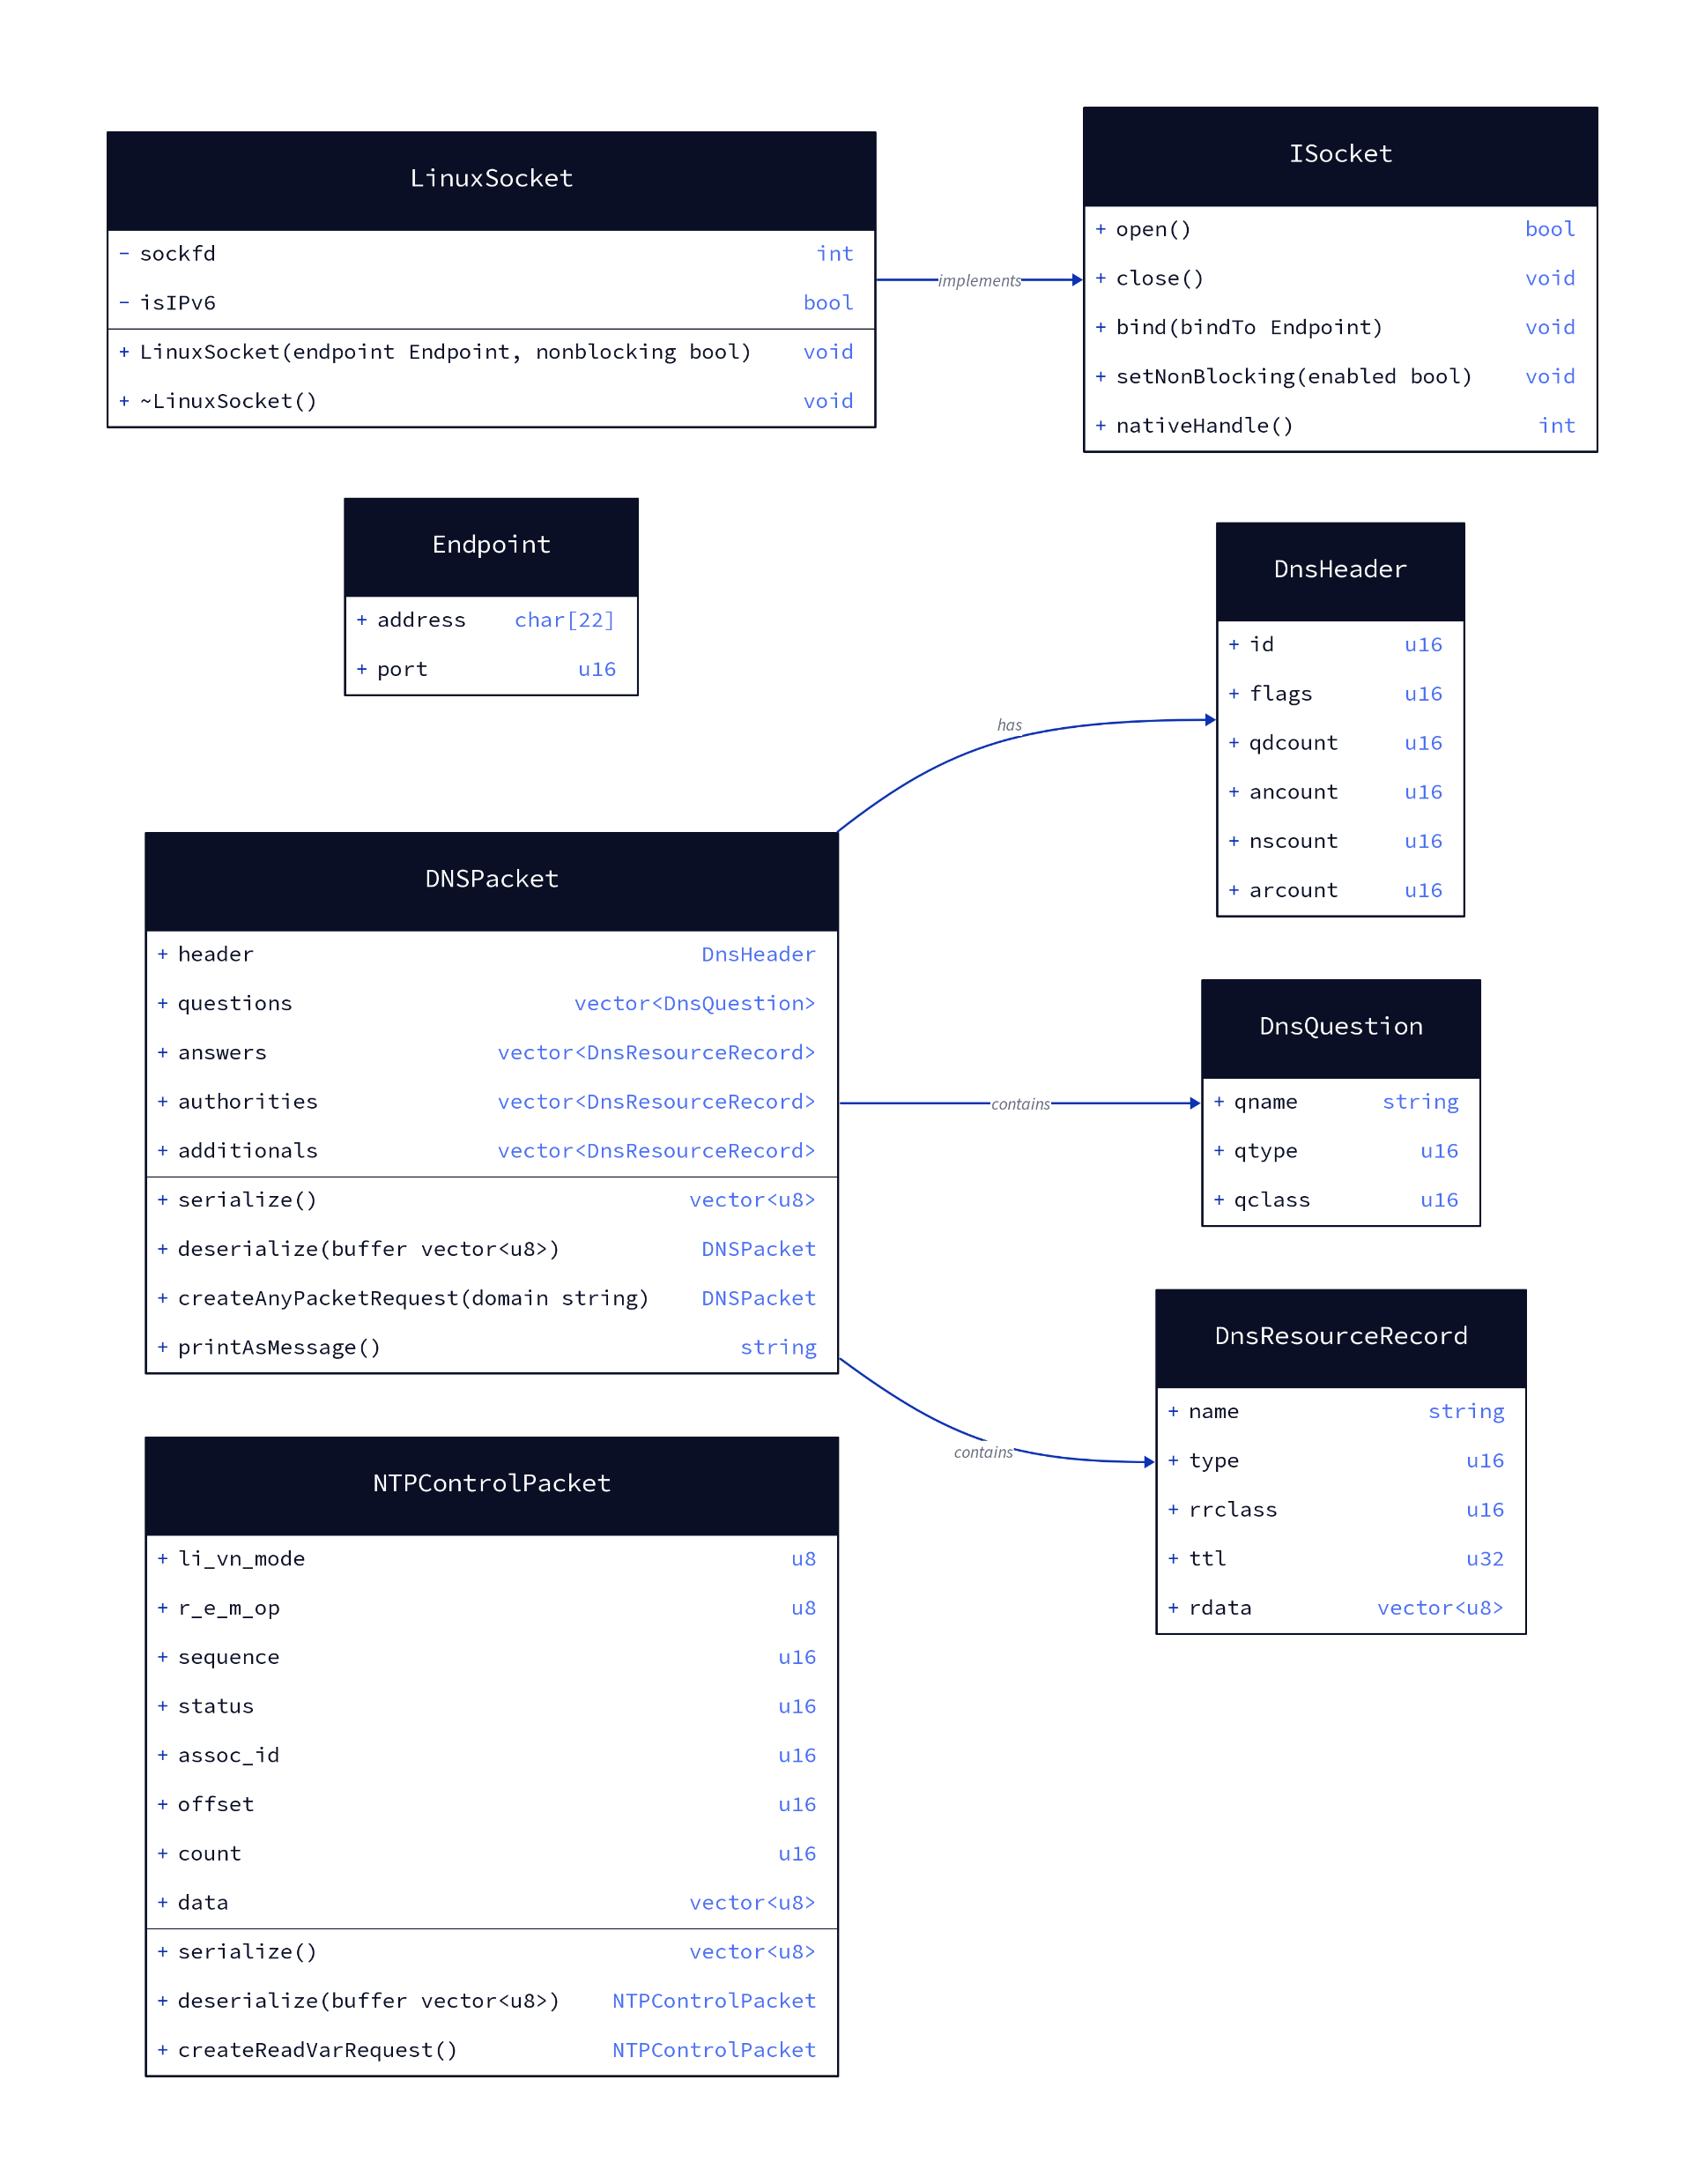 LinuxSocket
- sockfd int
- isIPv6 bool
+ LinuxSocket(endpoint Endpoint, nonblocking bool) void
+ ~LinuxSocket() void
implements
ISocket
+ open() bool
+ close() void
+ bind(bindTo Endpoint) void
+ setNonBlocking(enabled bool) void
+ nativeHandle() int
Endpoint
+ address char[22]
+ port u16
has
DnsHeader
+ id u16
+ flags u16
+ qdcount u16
+ ancount u16
+ nscount u16
+ arcount u16
DNSPacket
+ header DnsHeader
+ questions vector<DnsQuestion>
+ answers vector<DnsResourceRecord>
+ authorities vector<DnsResourceRecord>
+ additionals vector<DnsResourceRecord>
+ serialize() vector<u8>
+ deserialize(buffer vector<u8>) DNSPacket
+ createAnyPacketRequest(domain string) DNSPacket
+ printAsMessage() string
contains
DnsQuestion
+ qname string
+ qtype u16
+ qclass u16
contains
DnsResourceRecord
+ name string
+ type u16
+ rrclass u16
+ ttl u32
+ rdata vector<u8>
NTPControlPacket
+ li_vn_mode u8
+ r_e_m_op u8
+ sequence u16
+ status u16
+ assoc_id u16
+ offset u16
+ count u16
+ data vector<u8>
+ serialize() vector<u8>
+ deserialize(buffer vector<u8>) NTPControlPacket
+ createReadVarRequest() NTPControlPacket